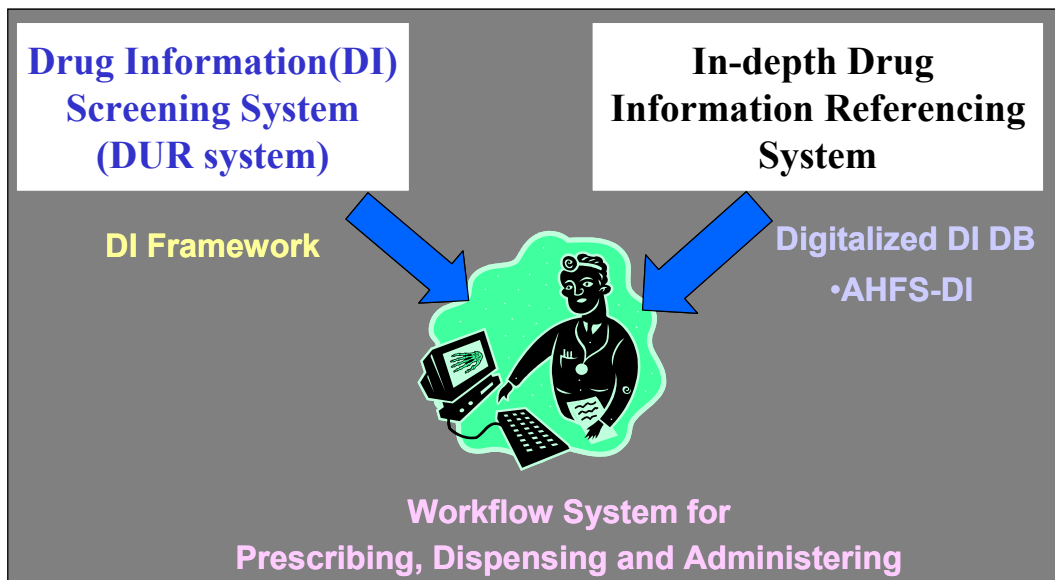 Drug Information(DI)
Screening System
(DUR system)
In-depth Drug
Information Referencing
System
DI Framework
Digitalized DI DB
•AHFS-DI
Workflow System for
Prescribing, Dispensing and Administering